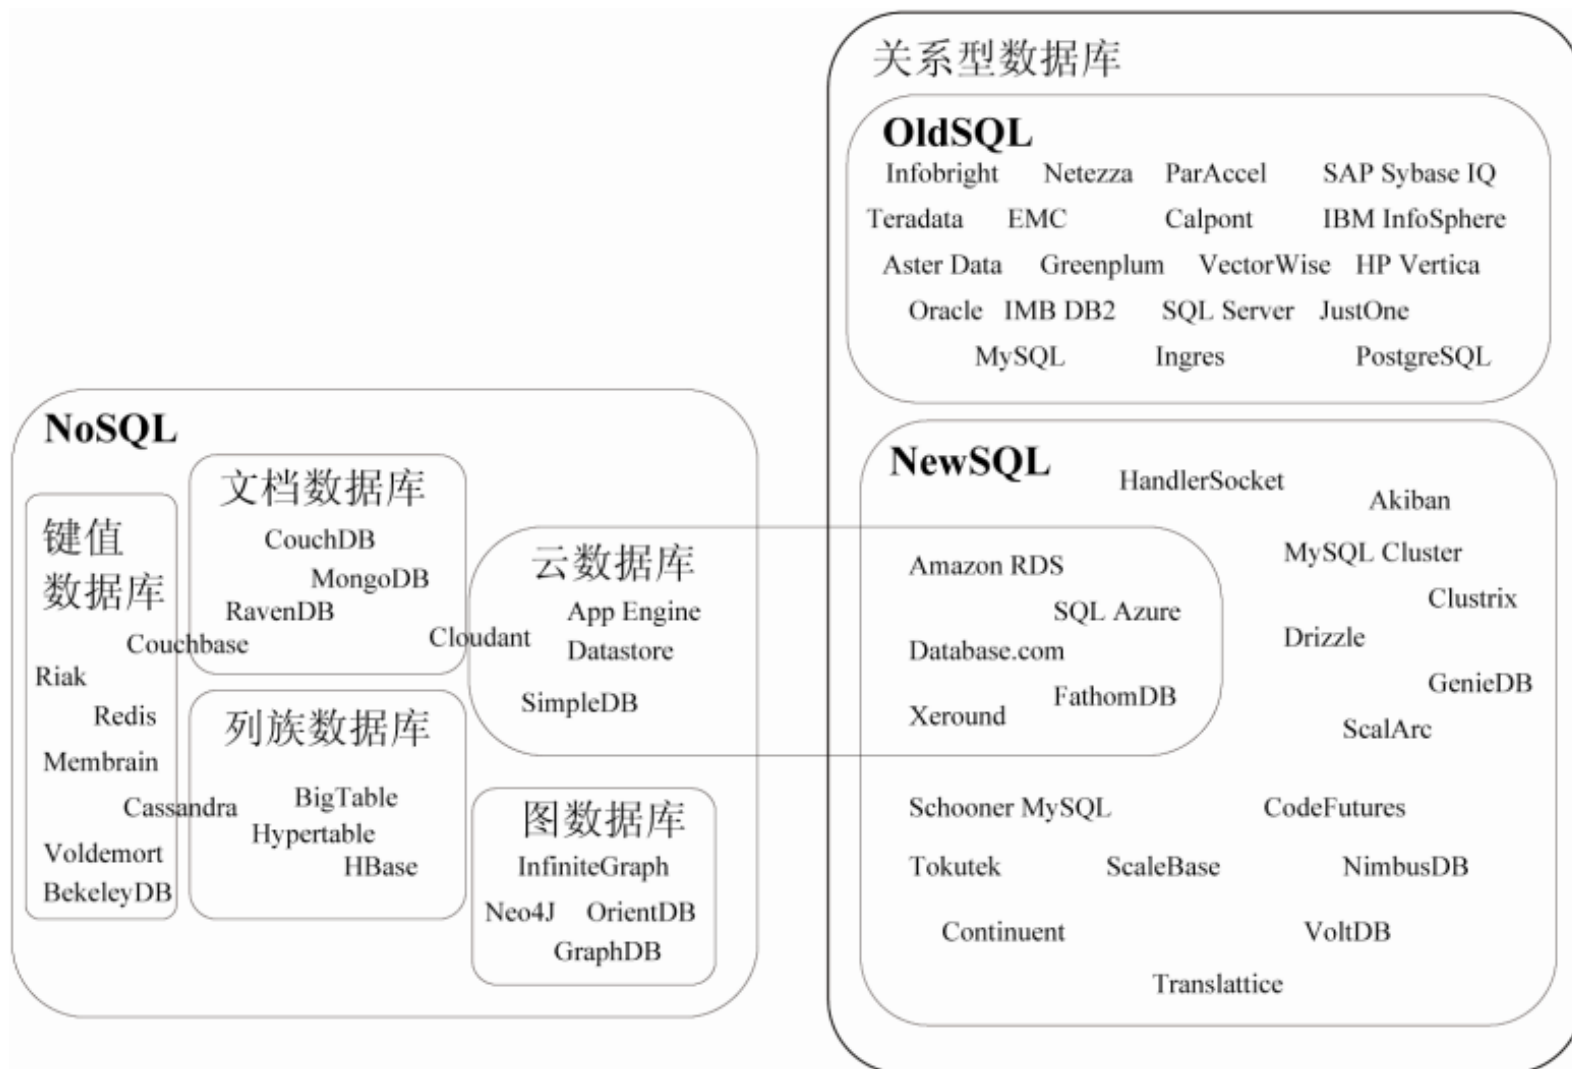 关系型数据库
OldSQL
Infobright Netezza ParAccel SAP Sybase IQ
Teradata EMC Calpont IBM InfoSphere
Aster Data Greenplum VectorWise HP Vertica
Oracle IMB DB2 SQL Server JustOne
MySQL Ingres PostgreSQL
NoSQL
键值
数据库
Couchbase
Riak
Redis
Membrain
Cassandra
Voldemort
BekeleyDB
文档数据库
CouchDB
MongoDB
RavenDB
Cloudant
列族数据库
BigTable
Hypertable
HBase
云数据库
App Engine
Datastore
SimpleDB
图数据库
InfiniteGraph
Neo4J OrientDB
GraphDB
NewSQL
HandlerSocket
Akiban
Amazon RDS
MySQL Cluster
SQL Azure
Clustrix
Database.com
Drizzle
FathomDB
GenieDB
Xeround
ScalArc
Schooner MySQL CodeFutures
Tokutek ScaleBase NimbusDB
Continuent VoltDB
Translattice